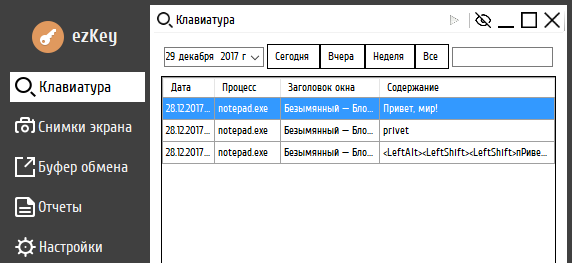 ezKey
Клавиатура
Снимки экрана
Буфер обмена
Отчеты
Настройки
Клавиатура
29 декабря 2017 г Сегодня Вчера Неделя Все
Дата Процесс Заголовок окна Содержание
28.12.2017... notepad.exe Безымянный — Бло... Привет, мир!
28.12.2017... notepad.exe Безымянный — Бло... privet
28.12.2017... notepad.exe Безымянный — Бло... <LeftAlt><LeftShift><LeftShift>пРиве...